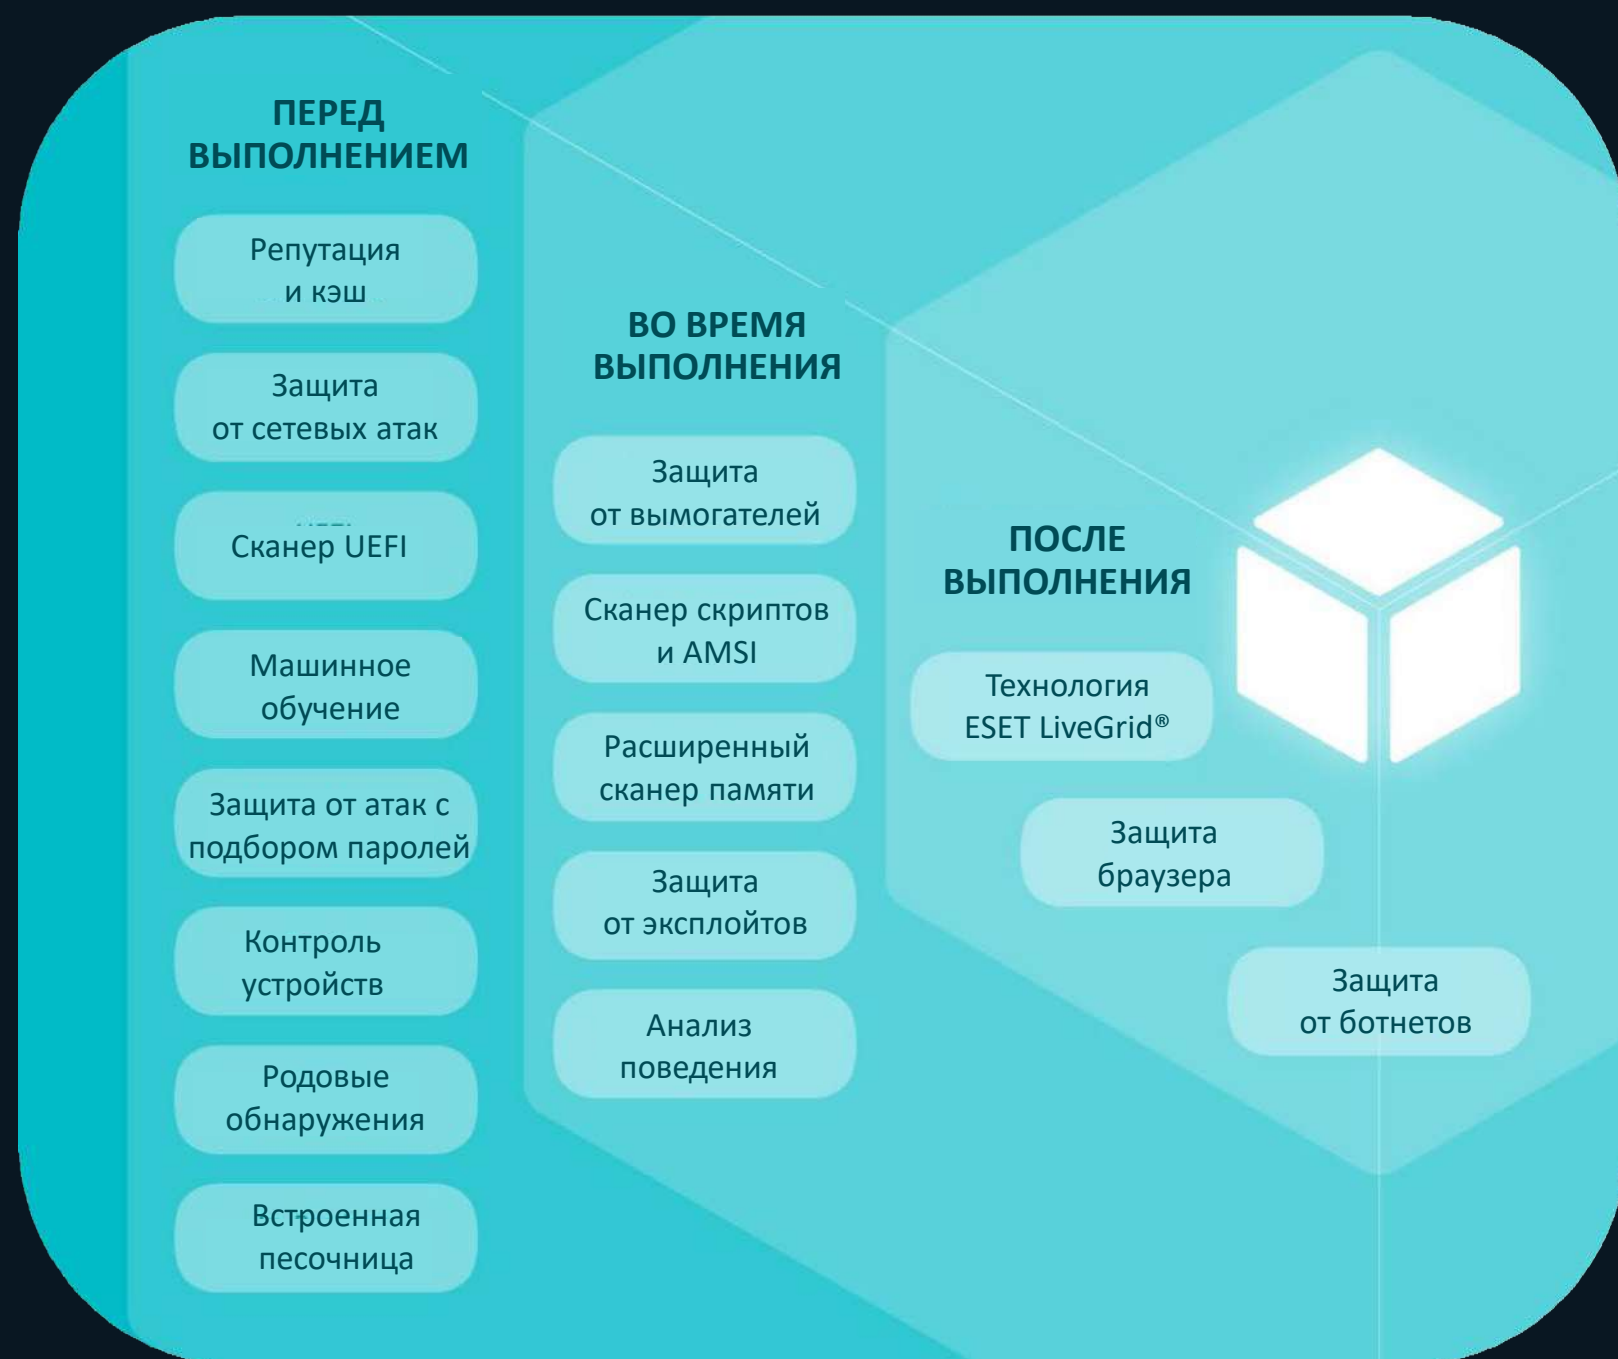 ПЕРЕД
ВЫПОЛНЕНИЕМ
Репутация
и кэш
Защита
от сетевых атак
Сканер UEFI
Машинное
обучение
Защита от атак с
подбором паролей
Контроль
устройств
Родовые
обнаружения
Встроенная
песочница
ВО ВРЕМЯ
ВЫПОЛНЕНИЯ
Защита
от вымогателей
Сканер скриптов
и AMSI
Расширенный
сканер памяти
Защита
от эксплойтов
Анализ
поведения
ПОСЛЕ
ВЫПОЛНЕНИЯ
Технология
ESET LiveGrid®
Защита
браузера
Защита
от ботнетов